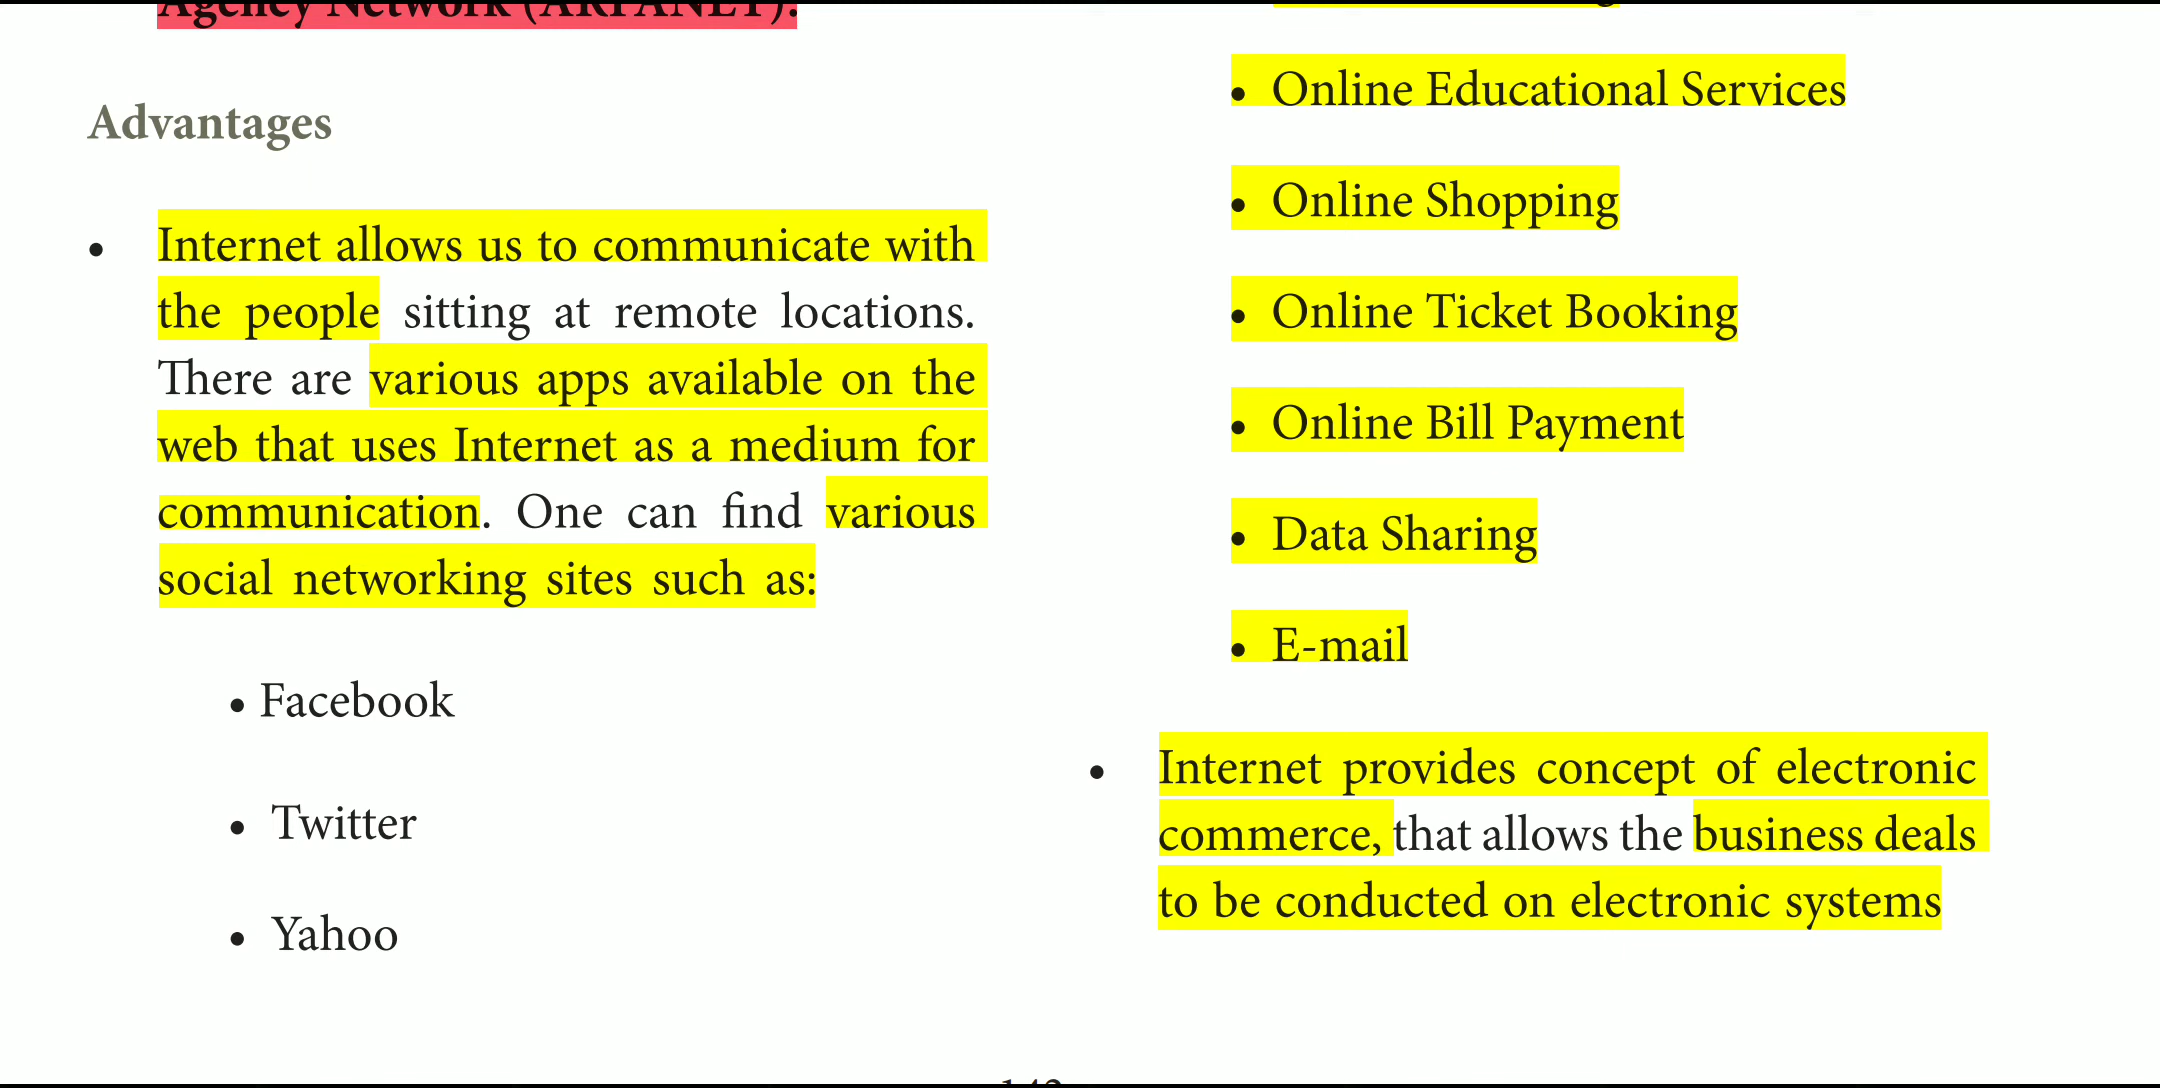 Agency Network (ARPANET).
Advantages
• Internet allows us to communicate with
the people sitting at remote locations.
There are various apps available on the
web that uses Internet as a medium for
communication. One can find various
social networking sites such as:
• Facebook
• Twitter
• Yahoo
• Online Educational Services
• Online Shopping
• Online Ticket Booking
• Online Bill Payment
• Data Sharing
• E-mail
• Internet provides concept of electronic
commerce, that allows the business deals
to be conducted on electronic systems